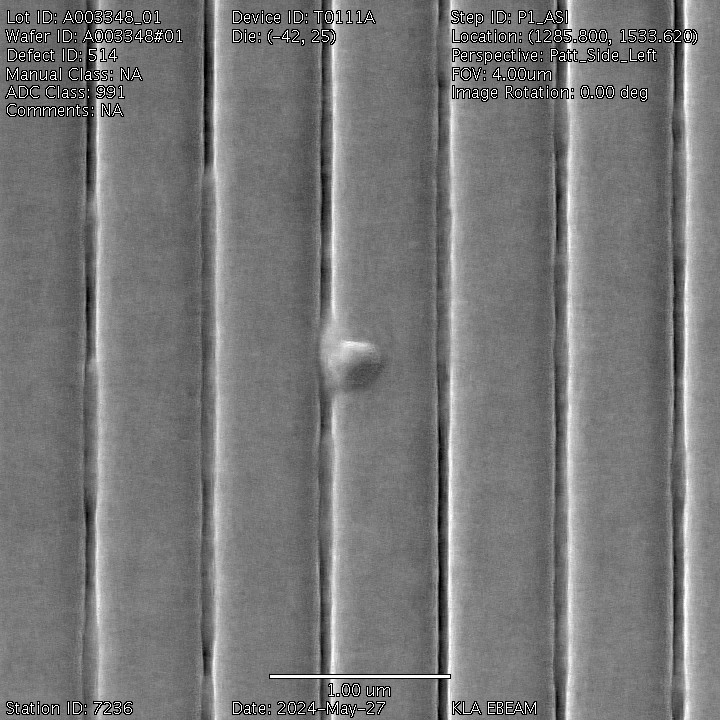 Lot ID: A003348_01
Wafer ID: A003348#01
Defect ID: 514
Manual Class: NA
ADC Class: 991
Comments: NA
Device ID: T0111A
Die: (-42, 25)
Step ID: P1_ASI
Location: (1285.800, 1533.620)
Perspective: Patt_Side_Left
FOV: 4.00um
Image Rotation: 0.00 deg
1.00 um
Station ID: 7236
Date: 2024-May-27
KLA EBEAM